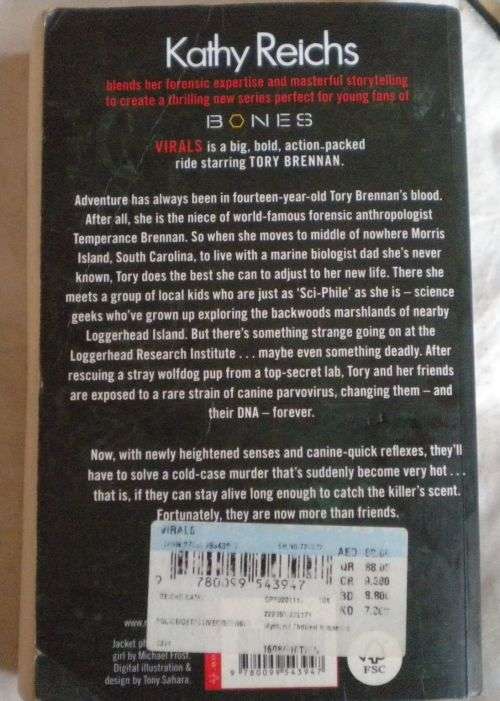 Kathy Reichs
blends her forensic expertise and masterful storytelling
to create a thrilling new series perfect for young fans of
BONES
VIRALS is a big, bold, action-packed
ride starring TORY BRENNAN.
Adventure has always been in fourteen-year-old Tory Brennan's blood.
After all, she is the niece of world-famous forensic anthropologist
Temperance Brennan. So when she moves to middle of nowhere Morris
Island, South Carolina, to live with a marine biologist dad she's never
known, Tory does the best she can to adjust to her new life. There she
meets a group of local kids who are just as 'Sci-Phile' as she is – science
geeks who've grown up exploring the backwoods marshlands of nearby
Loggerhead Island. But there's something strange going on at the
Loggerhead Research Institute . . . maybe even something deadly. After
rescuing a stray wolfdog pup from a top-secret lab, Tory and her friends
are exposed to a rare strain of canine parvovirus, changing them – and
their DNA – forever.
Now, with newly heightened senses and canine-quick reflexes, they'll
have to solve a cold-case murder that's suddenly become very hot . . .
that is, if they can stay alive long enough to catch the killer's scent.
Fortunately, they are now more than friends.
VIRALS
AED
QR
9 780099 543947
Jacket
girl by Michael Frost.
Digital illustration &
design by Tony Sahara.
9 780099 543947
FSC